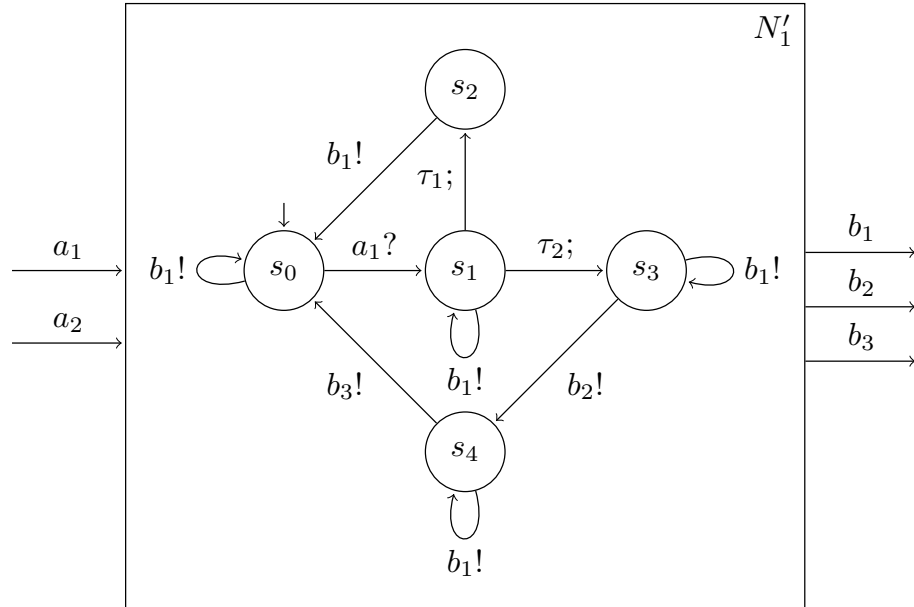 N₁′
s₂
b₁!
τ₁;
a₁
b₁!
s₀
a₁?
s₁
τ₂;
s₃
b₁!
b₁
b₂
a₂
b₃
b₃!
b₁!
b₂!
s₄
b₁!